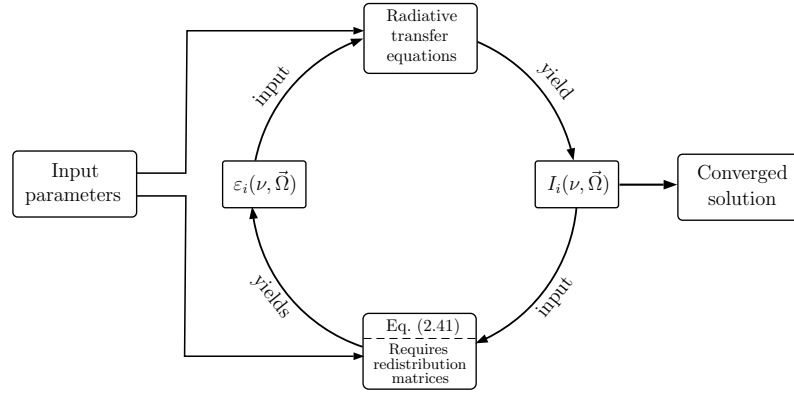 Radiative
transfer
equations
input
yield
Input
parameters
εᵢ(ν, Ω⃗)
Iᵢ(ν, Ω⃗)
Converged
solution
yields
input
Eq. (2.41)
Requires
redistribution
matrices